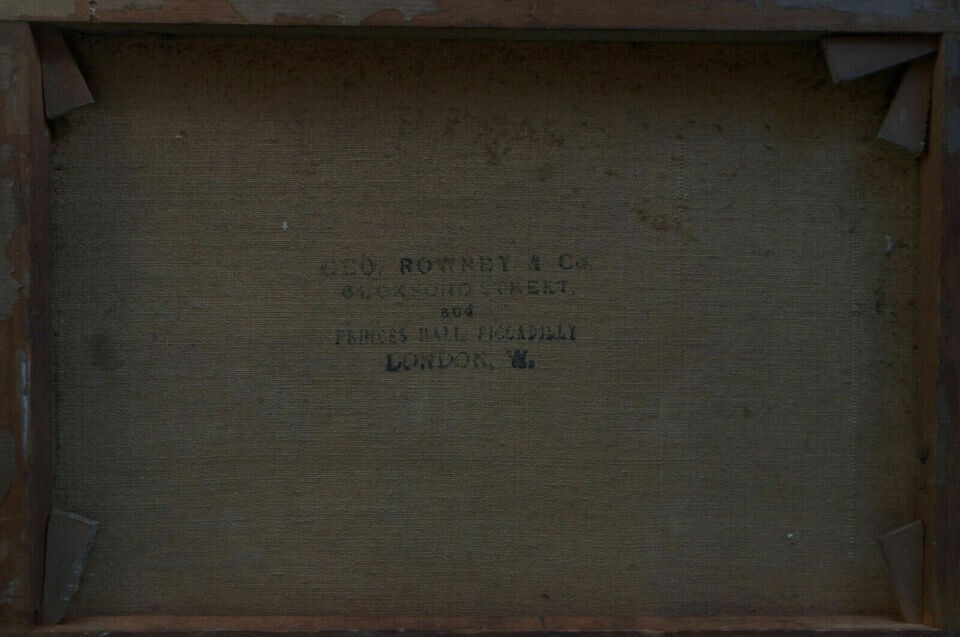 GEO. ROWNEY & Co.
64, OXFORD STREET,
and
PRINCES HALL PICCADILLY
LONDON, W.